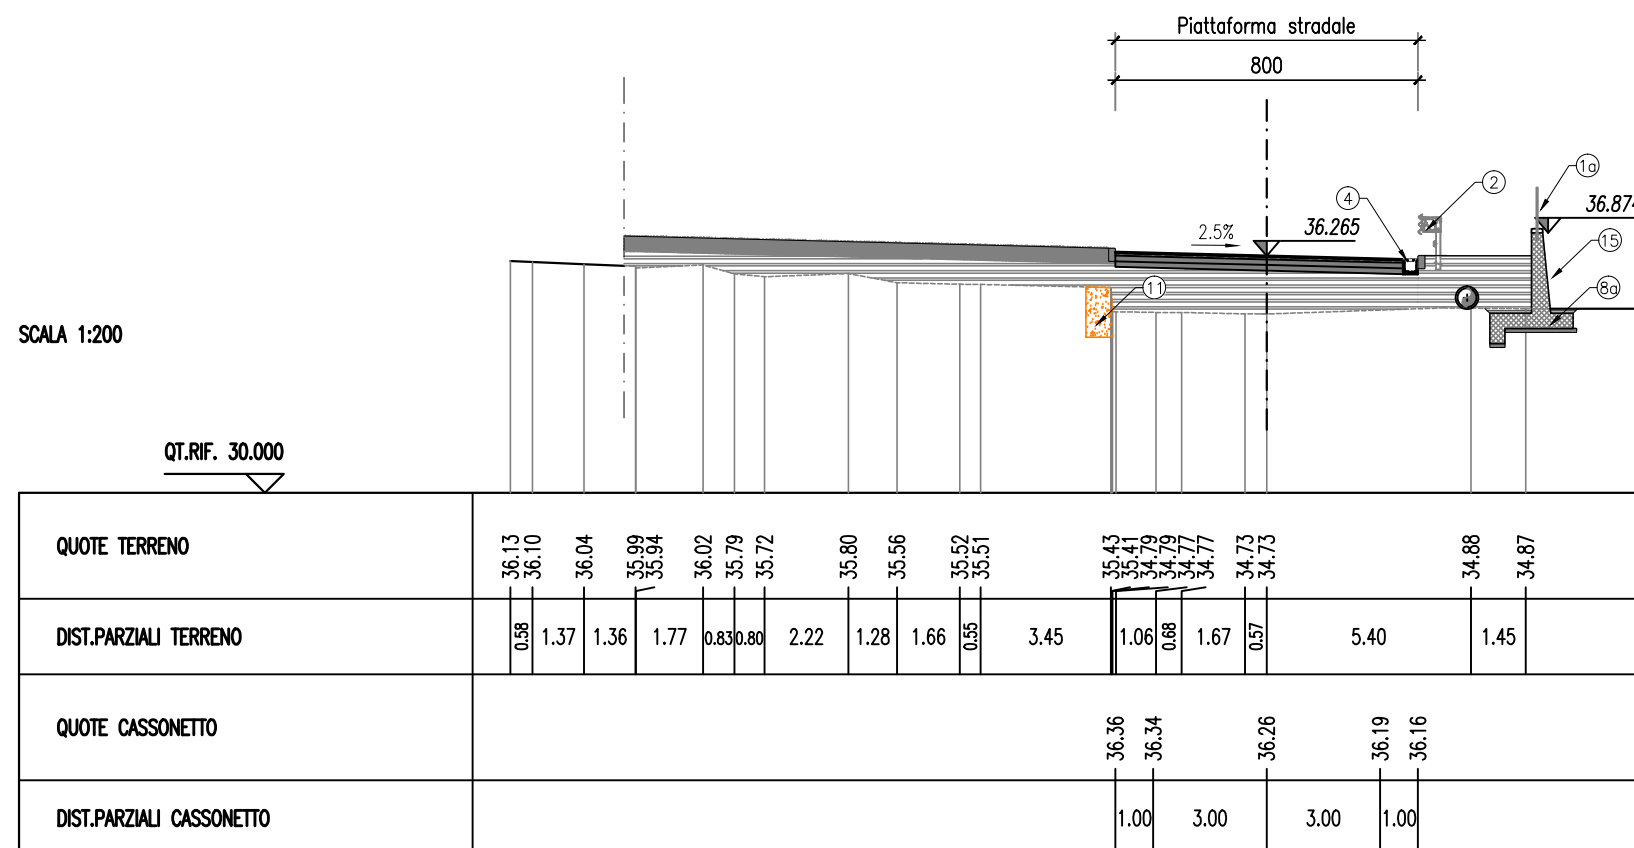 Piattaforma stradale
800
1a
2
4
36.874
2.5%
36.265
15
11
8a
SCALA 1:200
QT.RIF. 30.000
QUOTE TERRENO
36.13 36.10 36.04 35.99 35.94 36.02 35.79 35.72 35.80 35.56 35.52 35.51 35.43 35.41 34.79 34.79 34.77 34.77 34.73 34.73 34.88 34.87
DIST.PARZIALI TERRENO
0.58 1.37 1.36 1.77 0.83 0.80 2.22 1.28 1.66 0.55 3.45 1.06 0.68 1.67 0.57 5.40 1.45
QUOTE CASSONETTO
36.36 36.34 36.26 36.19 36.16
DIST.PARZIALI CASSONETTO
1.00 3.00 3.00 1.00